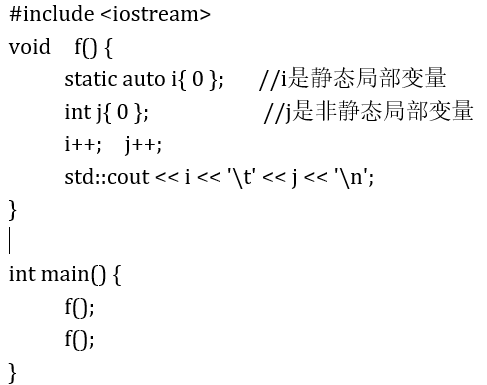 #include <iostream>
void    f() {
        static auto i{ 0 };      //i是静态局部变量
        int j{ 0 };                    //j是非静态局部变量
        i++;    j++;
        std::cout << i << '\t' << j << '\n';
}

int main() {
        f();
        f();
}